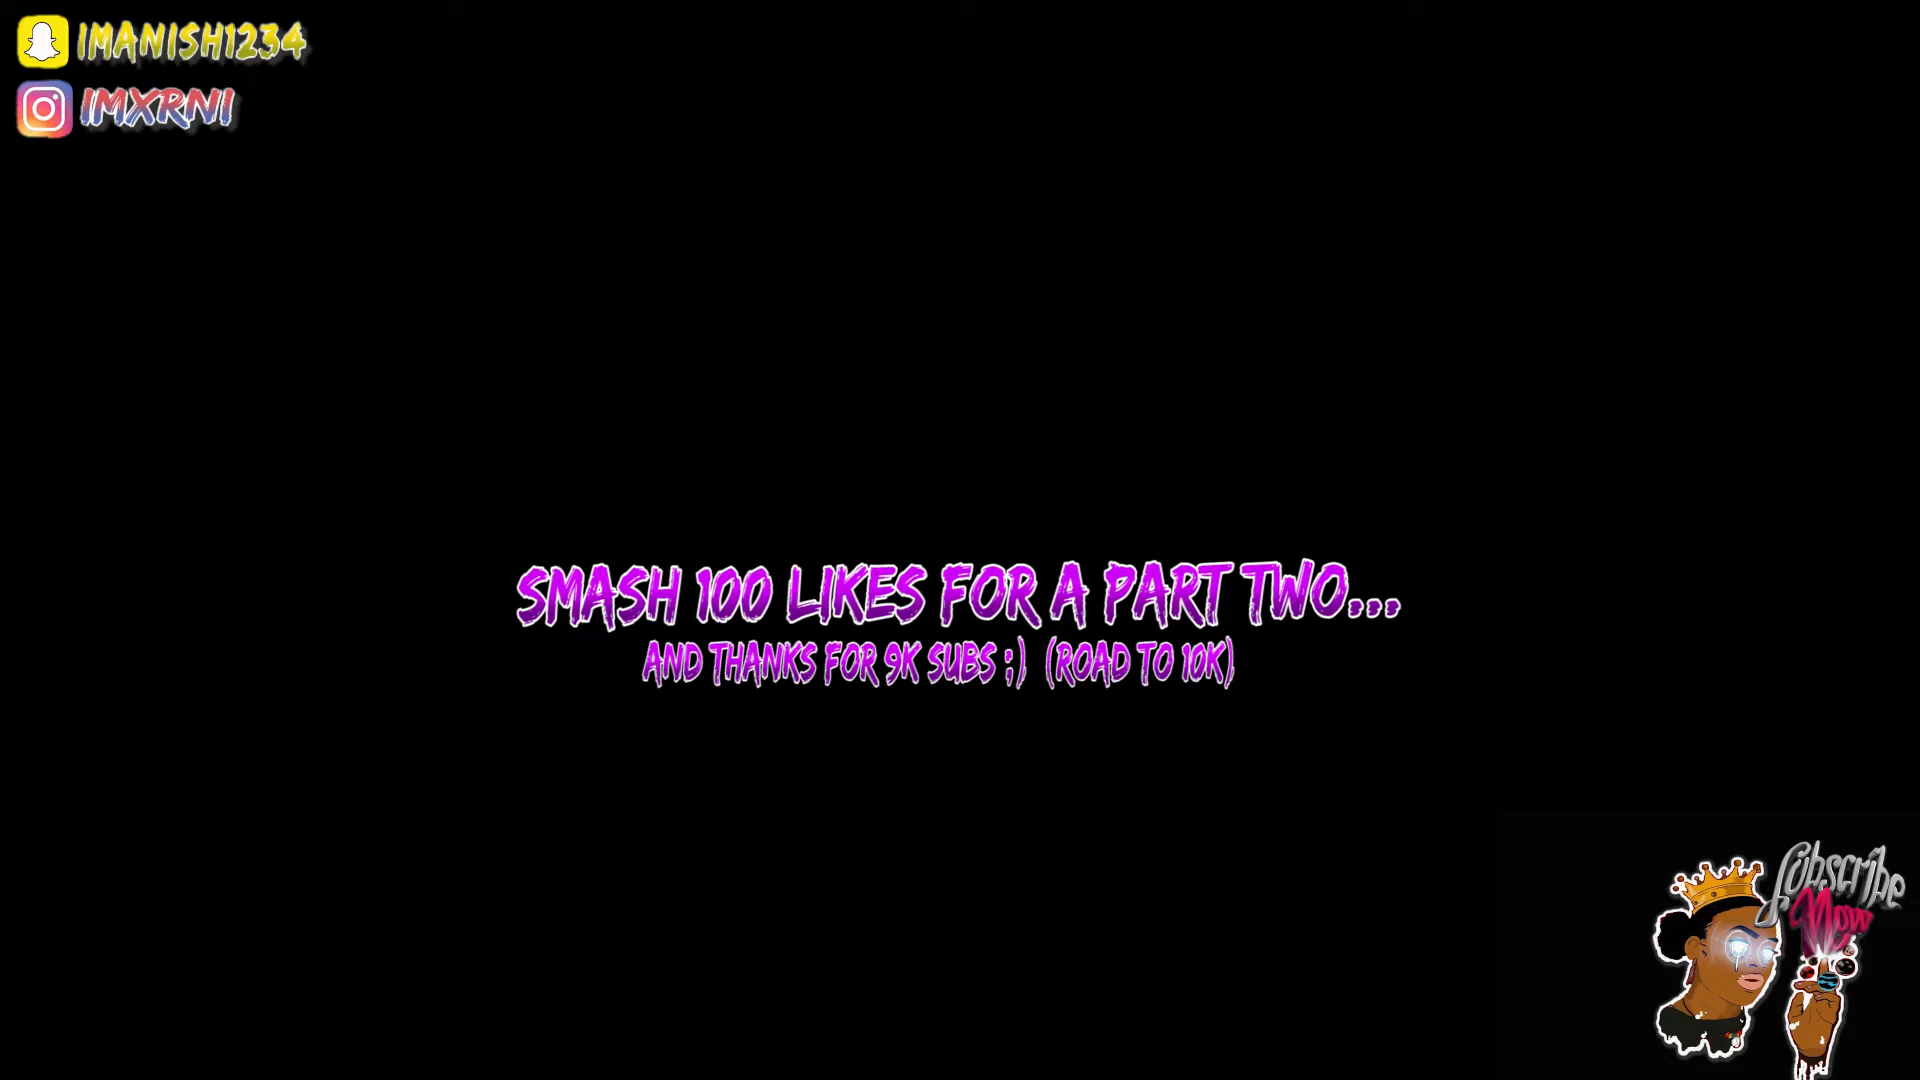 IMANISH1234
IMXRNI
SMASH 100 LIKES FOR A PART TWO...
AND THANKS FOR 9K SUBS ;) (ROAD TO 10K)
Subscribe
Now